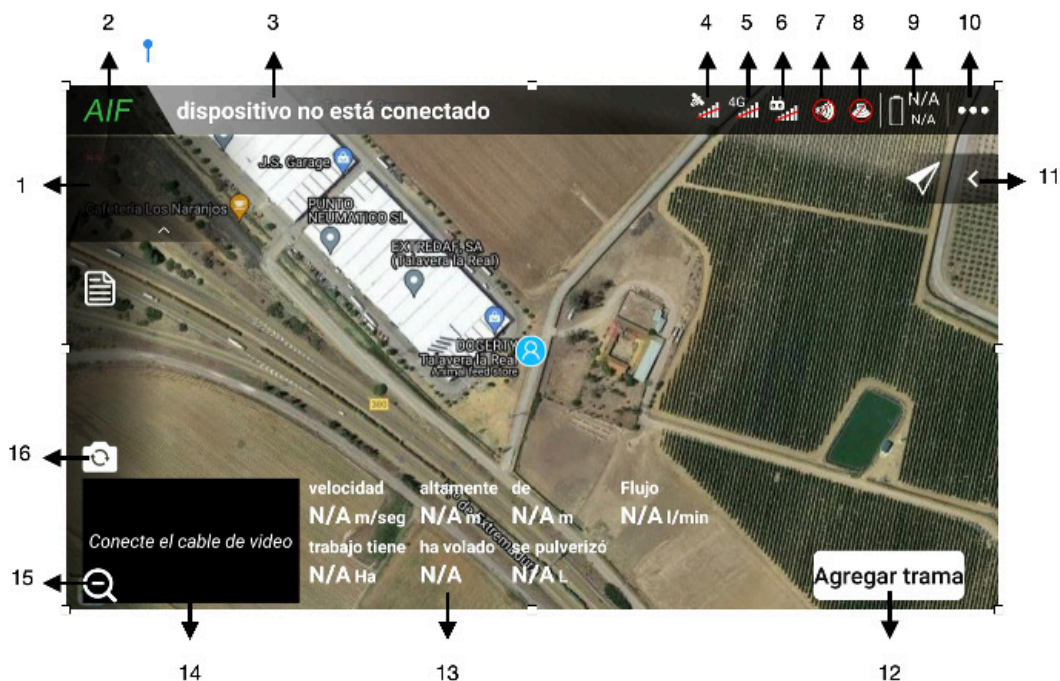 2 3 4 5 6 7 8 9 10
AIF dispositivo no está conectado 4G N/A
N/A
J.S. Garage
1
11
Cafetería Los Naranjos
PUNTO
NEUMATICO SL
EXTREDAF, SA
(Talavera la Real)
DOGERTY
Talavera la Real
Animal feed store
380
16
velocidad altamente de Flujo
N/A m/seg N/A m N/A m N/A l/min
Conecte el cable de video
trabajo tiene ha volado se pulverizó
N/A Ha N/A N/A L
15
Agregar trama
14 13 12